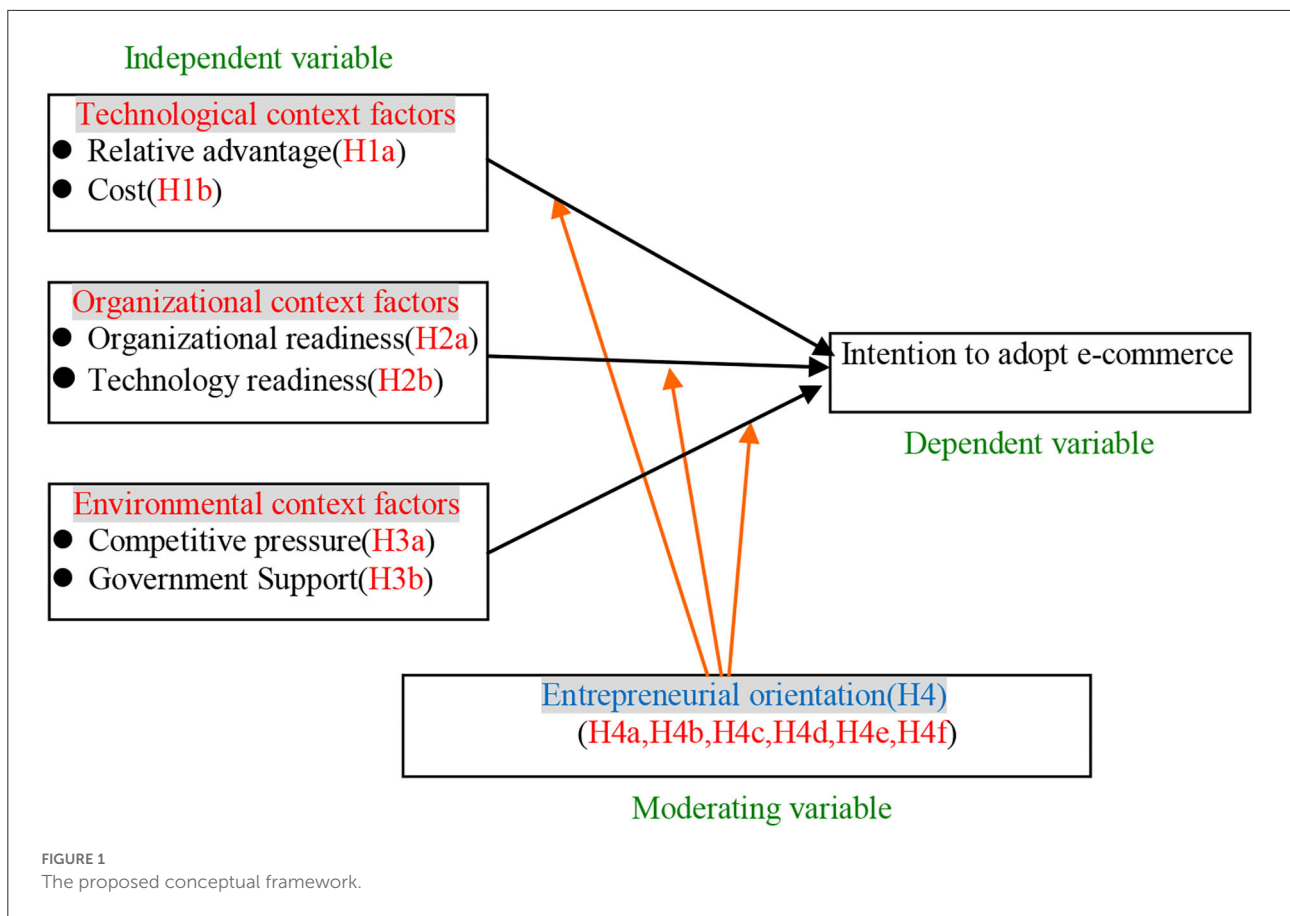 Independent variable
Technological context factors
● Relative advantage(H1a)
● Cost(H1b)
Organizational context factors
● Organizational readiness(H2a)
● Technology readiness(H2b)
Intention to adopt e-commerce
Dependent variable
Environmental context factors
● Competitive pressure(H3a)
● Government Support(H3b)
Entrepreneurial orientation(H4)
(H4a,H4b,H4c,H4d,H4e,H4f)
Moderating variable
FIGURE 1
The proposed conceptual framework.